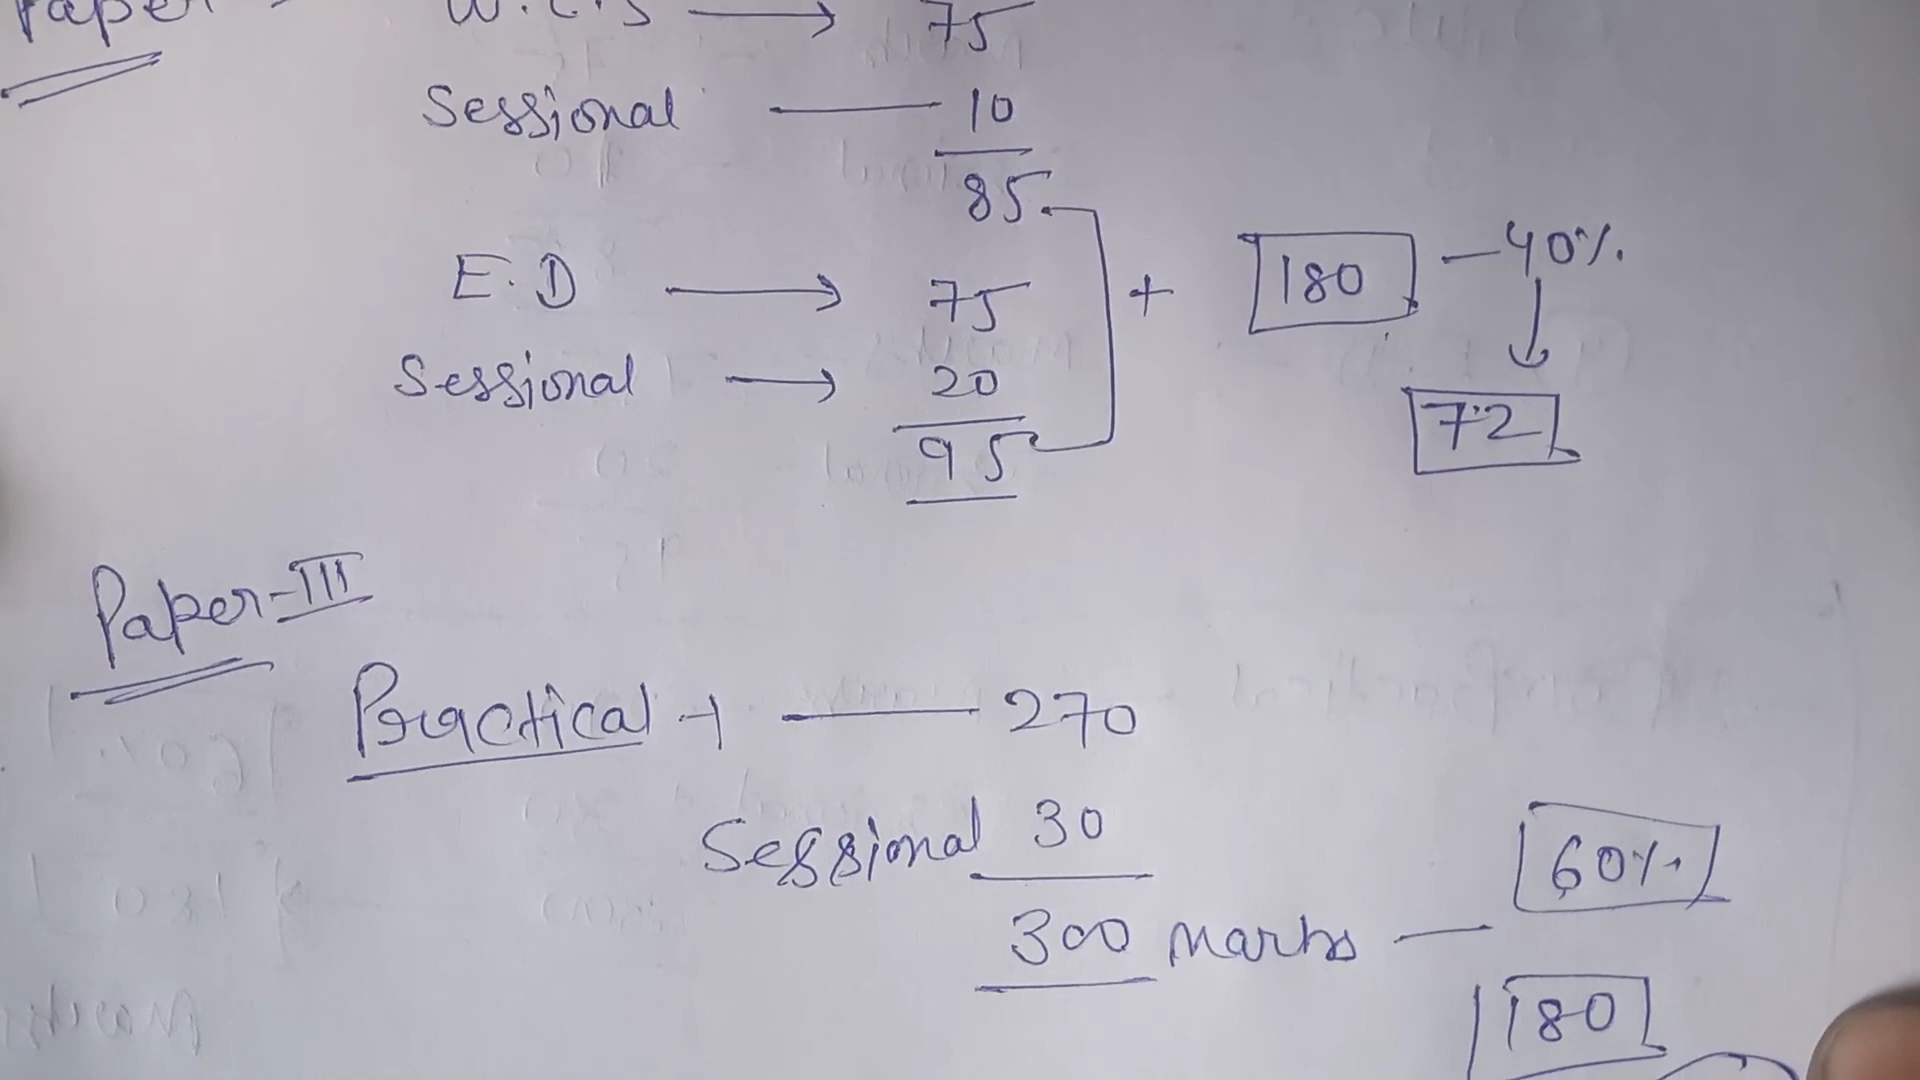 Paper - W.C.S → 75
Sessional — 10
85
E.D → 75
+ 180 - 40%
Sessional → 20
72
95
Paper-III
Practical + — 270
Sessional 30
60%
300 marks —
180